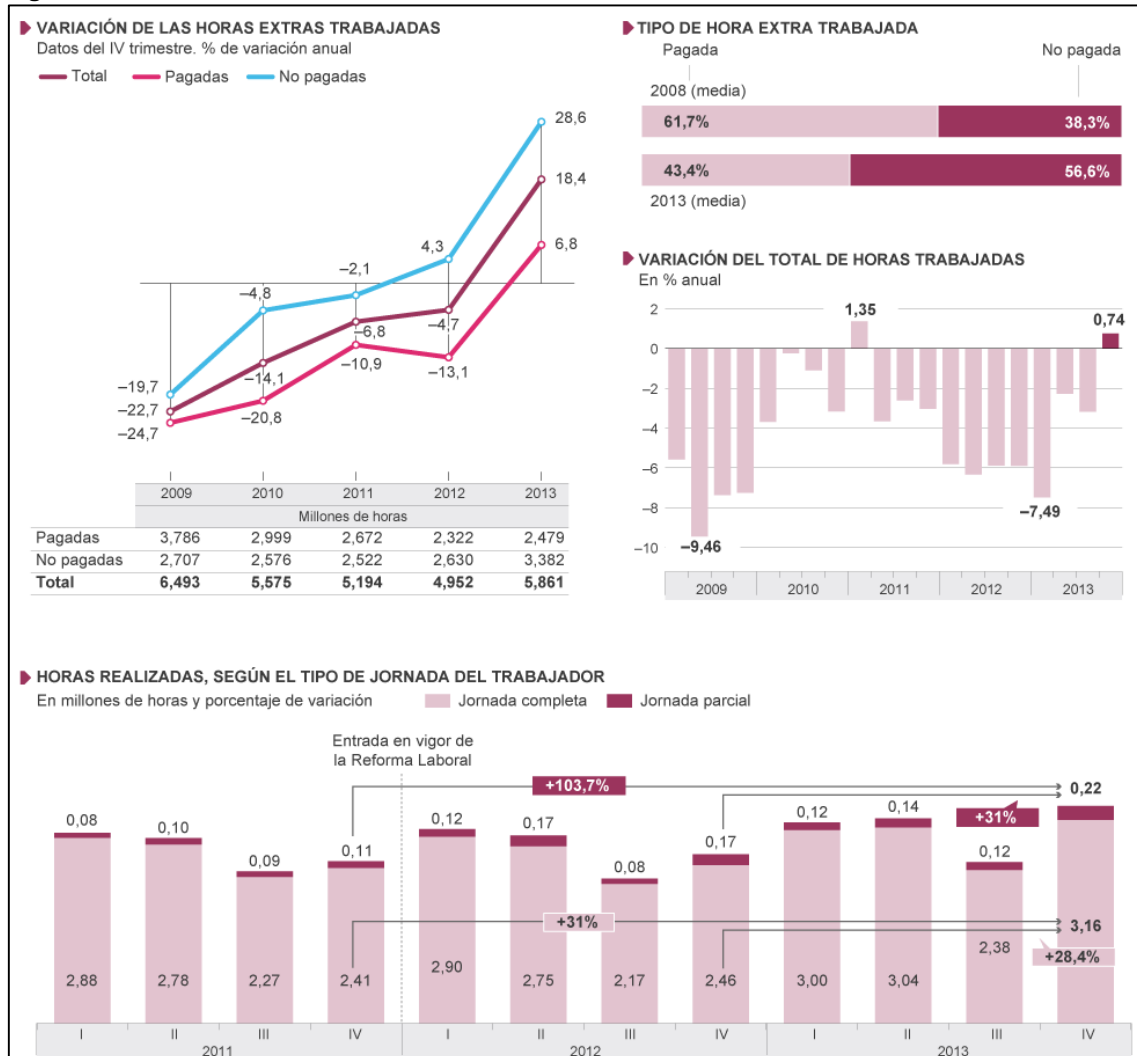 VARIACIÓN DE LAS HORAS EXTRAS TRABAJADAS
Datos del IV trimestre. % de variación anual
Total Pagadas No pagadas
28,6
18,4
6,8
4,3
–2,1
–4,8
–4,7
–6,8
–10,9
–13,1
–14,1
–19,7
–20,8
–22,7
–24,7
2009 2010 2011 2012 2013
Millones de horas
Pagadas 3,786 2,999 2,672 2,322 2,479
No pagadas 2,707 2,576 2,522 2,630 3,382
Total 6,493 5,575 5,194 4,952 5,861
TIPO DE HORA EXTRA TRABAJADA
Pagada No pagada
2008 (media)
61,7% 38,3%
43,4% 56,6%
2013 (media)
VARIACIÓN DEL TOTAL DE HORAS TRABAJADAS
En % anual
2
1,35
0,74
0
–2
–4
–6
–7,49
–8
–9,46
–10
2009 2010 2011 2012 2013
HORAS REALIZADAS, SEGÚN EL TIPO DE JORNADA DEL TRABAJADOR
En millones de horas y porcentaje de variación Jornada completa Jornada parcial
Entrada en vigor de
la Reforma Laboral
+103,7% 0,22
0,08 0,10 0,09 0,11 0,12 0,17 0,08 0,17 0,12 0,14 +31% 0,12
+31% 3,16
+28,4%
2,88 2,78 2,27 2,41 2,90 2,75 2,17 2,46 3,00 3,04 2,38
I II III IV I II III IV I II III IV
2011 2012 2013